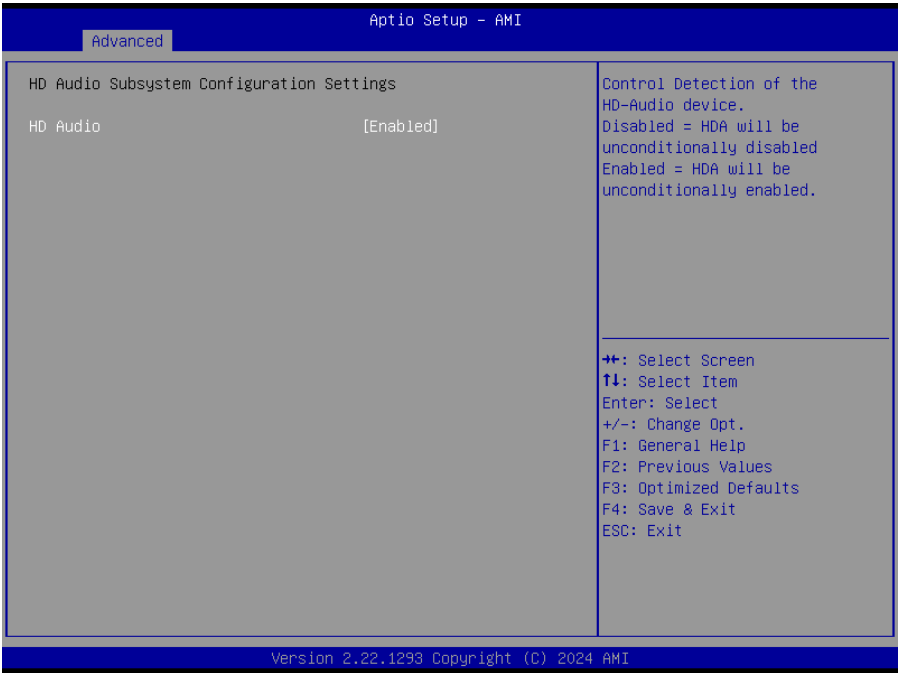 Aptio Setup – AMI
Advanced
HD Audio Subsystem Configuration Settings
HD Audio [Enabled]
Control Detection of the
HD-Audio device.
Disabled = HDA will be
unconditionally disabled
Enabled = HDA will be
unconditionally enabled.
→←: Select Screen
↑↓: Select Item
Enter: Select
+/-: Change Opt.
F1: General Help
F2: Previous Values
F3: Optimized Defaults
F4: Save & Exit
ESC: Exit
Version 2.22.1293 Copyright (C) 2024 AMI